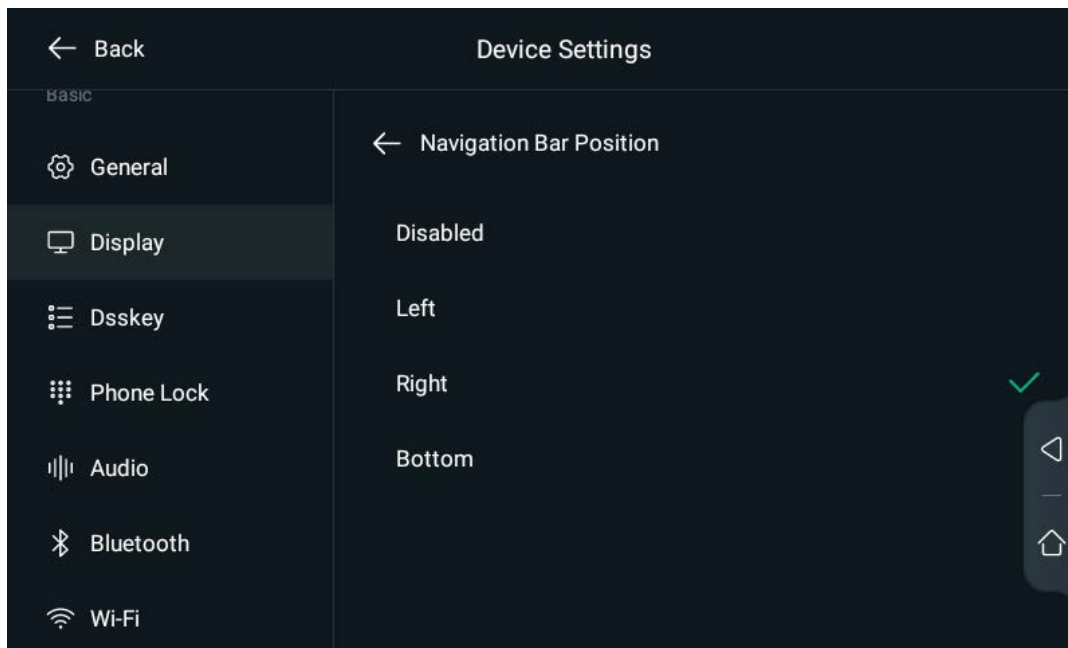 Back
Device Settings
Basic
General
Display
Dsskey
Phone Lock
Audio
Bluetooth
Wi-Fi
Navigation Bar Position
Disabled
Left
Right
Bottom